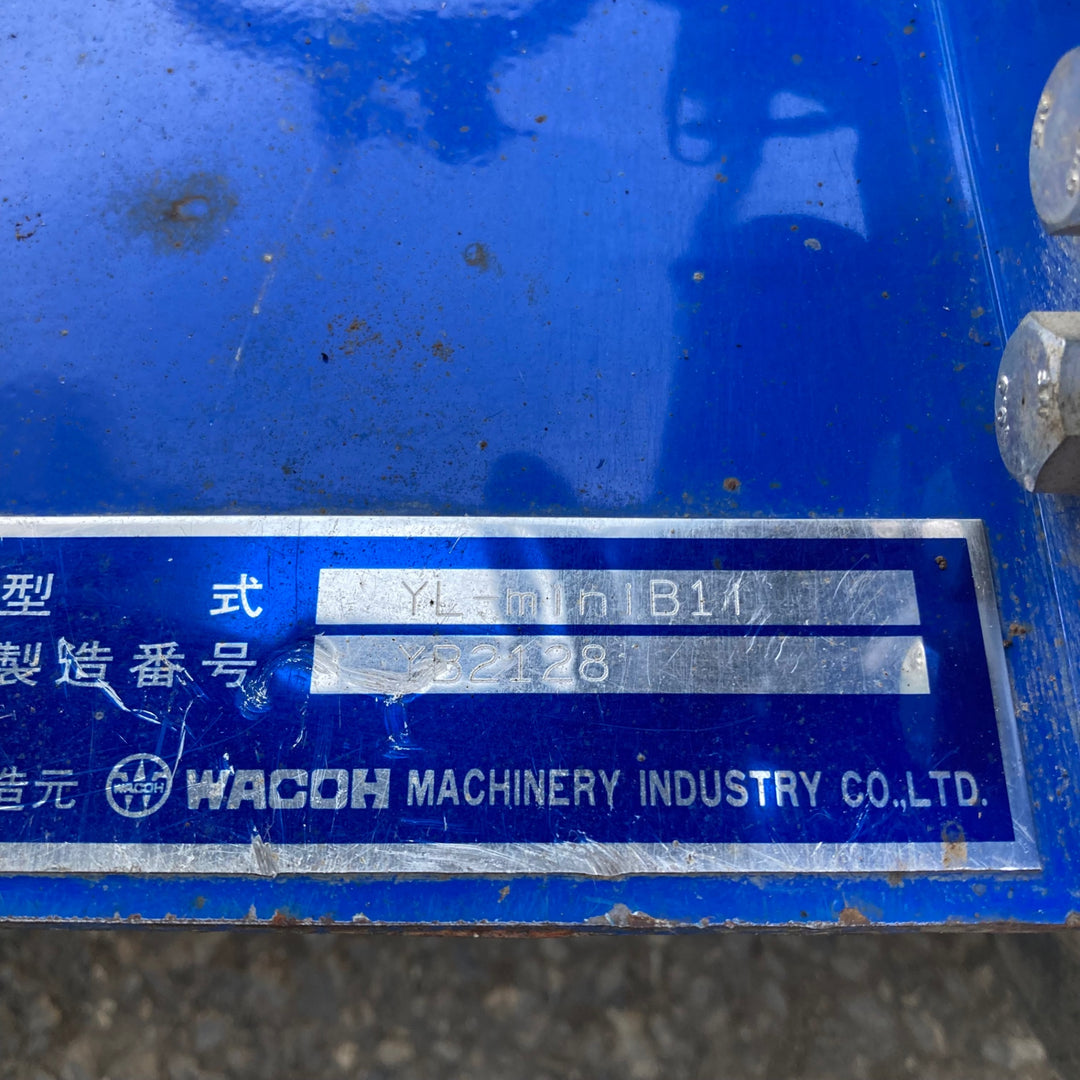 型 式 YL-miniB11
製造番号 YB2128
造元 WACOH WACOH MACHINERY INDUSTRY CO.,LTD.